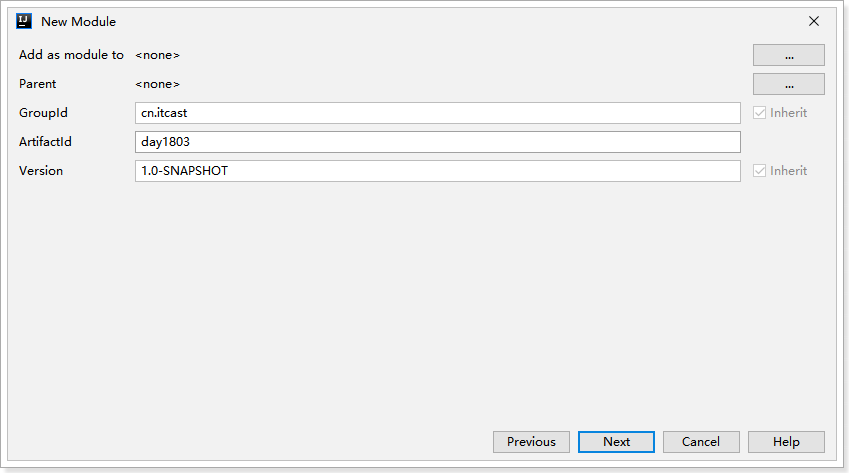 IJ New Module
Add as module to <none> ...
Parent <none> ...
GroupId cn.itcast Inherit
ArtifactId day1803
Version 1.0-SNAPSHOT Inherit
Previous Next Cancel Help